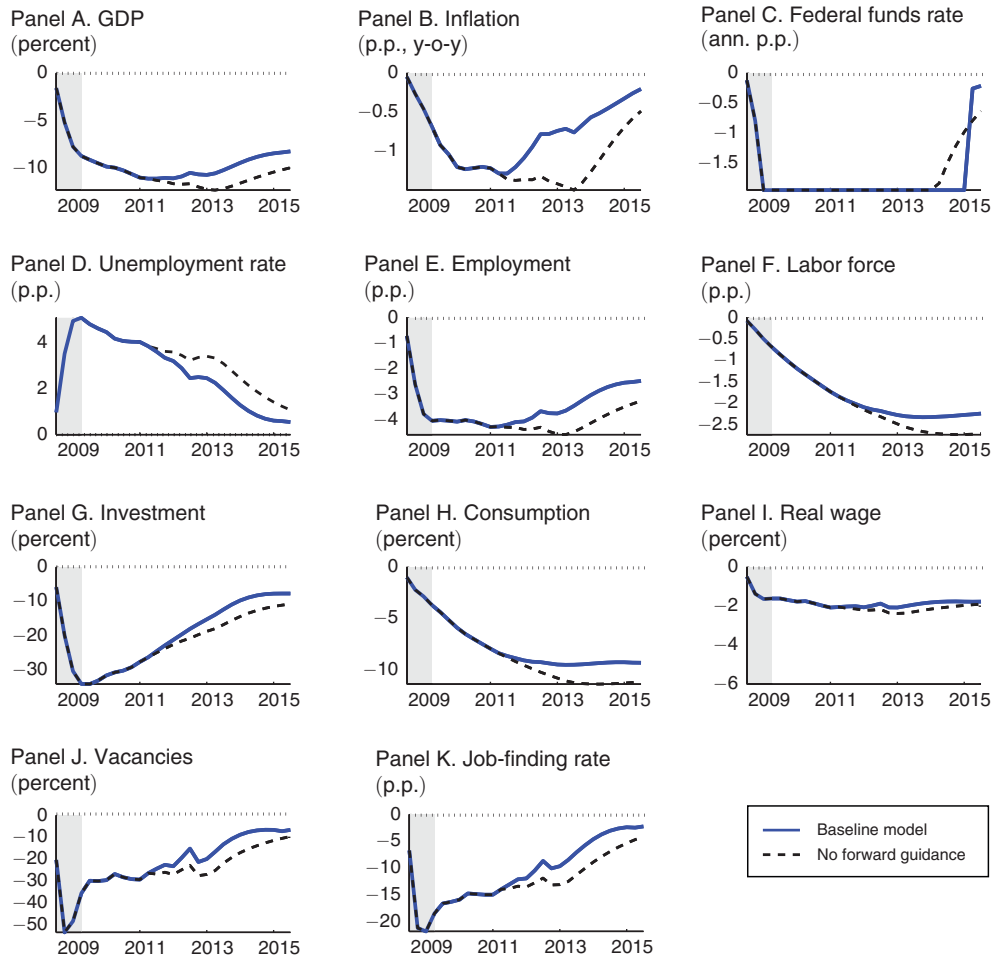 Panel A. GDP
(percent)
0
−5
−10
2009 2011 2013 2015
Panel B. Inflation
(p.p., y-o-y)
0
−0.5
−1
2009 2011 2013 2015
Panel C. Federal funds rate
(ann. p.p.)
0
−0.5
−1
−1.5
2009 2011 2013 2015
Panel D. Unemployment rate
(p.p.)
4
2
0
2009 2011 2013 2015
Panel E. Employment
(p.p.)
0
−1
−2
−3
−4
2009 2011 2013 2015
Panel F. Labor force
(p.p.)
0
−0.5
−1
−1.5
−2
−2.5
2009 2011 2013 2015
Panel G. Investment
(percent)
0
−10
−20
−30
2009 2011 2013 2015
Panel H. Consumption
(percent)
0
−5
−10
2009 2011 2013 2015
Panel I. Real wage
(percent)
0
−2
−4
−6
2009 2011 2013 2015
Panel J. Vacancies
(percent)
0
−10
−20
−30
−40
−50
2009 2011 2013 2015
Panel K. Job-finding rate
(p.p.)
0
−5
−10
−15
−20
2009 2011 2013 2015
Baseline model
No forward guidance